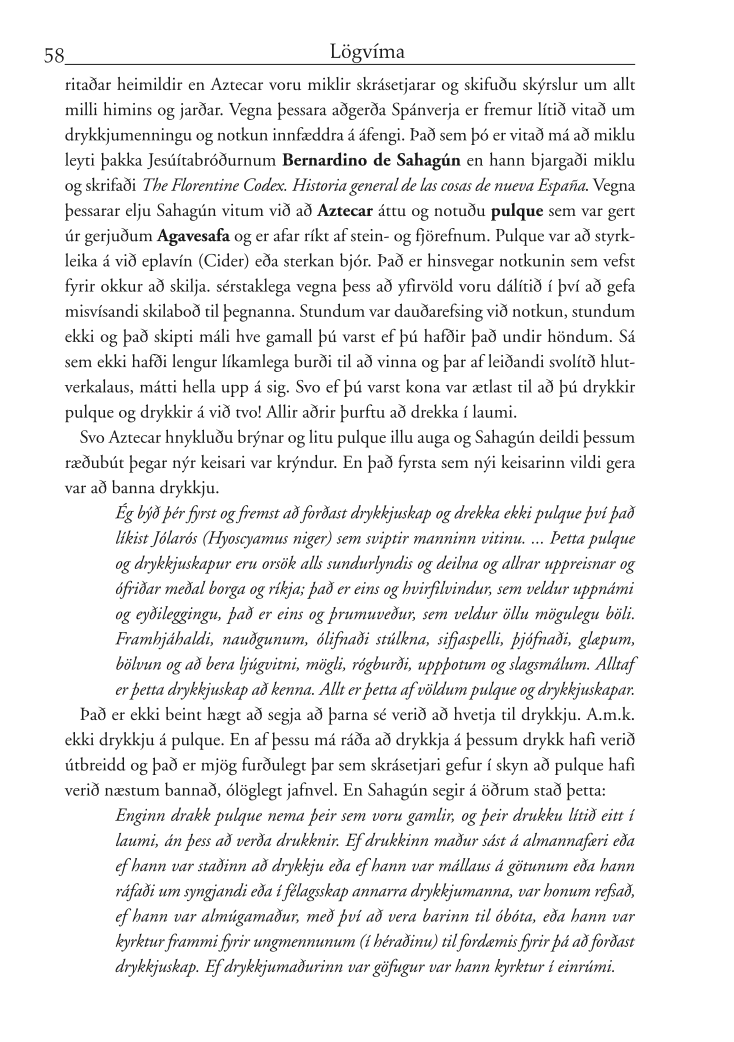 58
Lögvíma
ritaðar heimildir en Aztecar voru miklir skrásetjarar og skifuðu skýrslur um allt
milli himins og jarðar. Vegna þessara aðgerða Spánverja er fremur lítið vitað um
drykkjumenningu og notkun innfæddra á áfengi. Það sem þó er vitað má að miklu
leyti þakka Jesúítabróðurnum Bernardino de Sahagún en hann bjargaði miklu
og skrifaði The Florentine Codex. Historia general de las cosas de nueva España. Vegna
þessarar elju Sahagún vitum við að Aztecar áttu og notuðu pulque sem var gert
úr gerjuðum Agavesafa og er afar ríkt af stein- og fjörefnum. Pulque var að styrk-
leika á við eplavín (Cider) eða sterkan bjór. Það er hinsvegar notkunin sem vefst
fyrir okkur að skilja. sérstaklega vegna þess að yfirvöld voru dálítið í því að gefa
misvísandi skilaboð til þegnanna. Stundum var dauðarefsing við notkun, stundum
ekki og það skipti máli hve gamall þú varst ef þú hafðir það undir höndum. Sá
sem ekki hafði lengur líkamlega burði til að vinna og þar af leiðandi svolítð hlut-
verkalaus, mátti hella upp á sig. Svo ef þú varst kona var ætlast til að þú drykkir
pulque og drykkir á við tvo! Allir aðrir þurftu að drekka í laumi.
Svo Aztecar hnykluðu brýnar og litu pulque illu auga og Sahagún deildi þessum
ræðubút þegar nýr keisari var krýndur. En það fyrsta sem nýi keisarinn vildi gera
var að banna drykkju.
Ég býð þér fyrst og fremst að forðast drykkjuskap og drekka ekki pulque því það
líkist Jólarós (Hyoscyamus niger) sem sviptir manninn vitinu. ... Þetta pulque
og drykkjuskapur eru orsök alls sundurlyndis og deilna og allrar uppreisnar og
ófriðar meðal borga og ríkja; það er eins og hvirfilvindur, sem veldur uppnámi
og eyðileggingu, það er eins og þrumuveður, sem veldur öllu mögulegu böli.
Framhjáhaldi, nauðgunum, ólifnaði stúlkna, sifjaspelli, þjófnaði, glæpum,
bölvun og að bera ljúgvitni, mögli, rógburði, uppþotum og slagsmálum. Alltaf
er þetta drykkjuskap að kenna. Allt er þetta af völdum pulque og drykkjuskapar.
Það er ekki beint hægt að segja að þarna sé verið að hvetja til drykkju. A.m.k.
ekki drykkju á pulque. En af þessu má ráða að drykkja á þessum drykk hafi verið
útbreidd og það er mjög furðulegt þar sem skrásetjari gefur í skyn að pulque hafi
verið næstum bannað, ólöglegt jafnvel. En Sahagún segir á öðrum stað þetta:
Enginn drakk pulque nema þeir sem voru gamlir, og þeir drukku lítið eitt í
laumi, án þess að verða drukknir. Ef drukkinn maður sást á almannafæri eða
ef hann var staðinn að drykkju eða ef hann var mállaus á götunum eða hann
ráfaði um syngjandi eða í félagsskap annarra drykkjumanna, var honum refsað,
ef hann var almúgamaður, með því að vera barinn til óbóta, eða hann var
kyrktur frammi fyrir ungmennunum (í héraðinu) til fordæmis fyrir þá að forðast
drykkjuskap. Ef drykkjumaðurinn var göfugur var hann kyrktur í einrúmi.